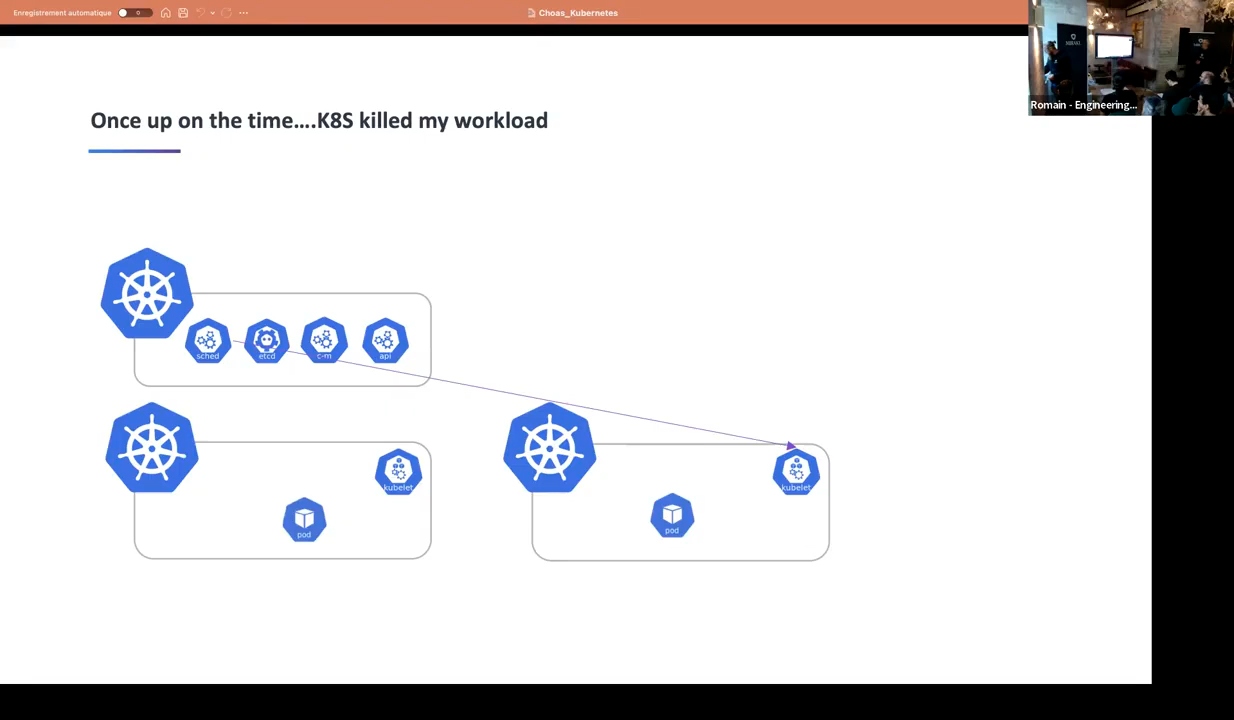 Enregistrement automatique
Choas_Kubernetes
Romain - Engineering...
Once up on the time….K8S killed my workload
sched
etcd
c-m
api
kubelet
pod
kubelet
pod